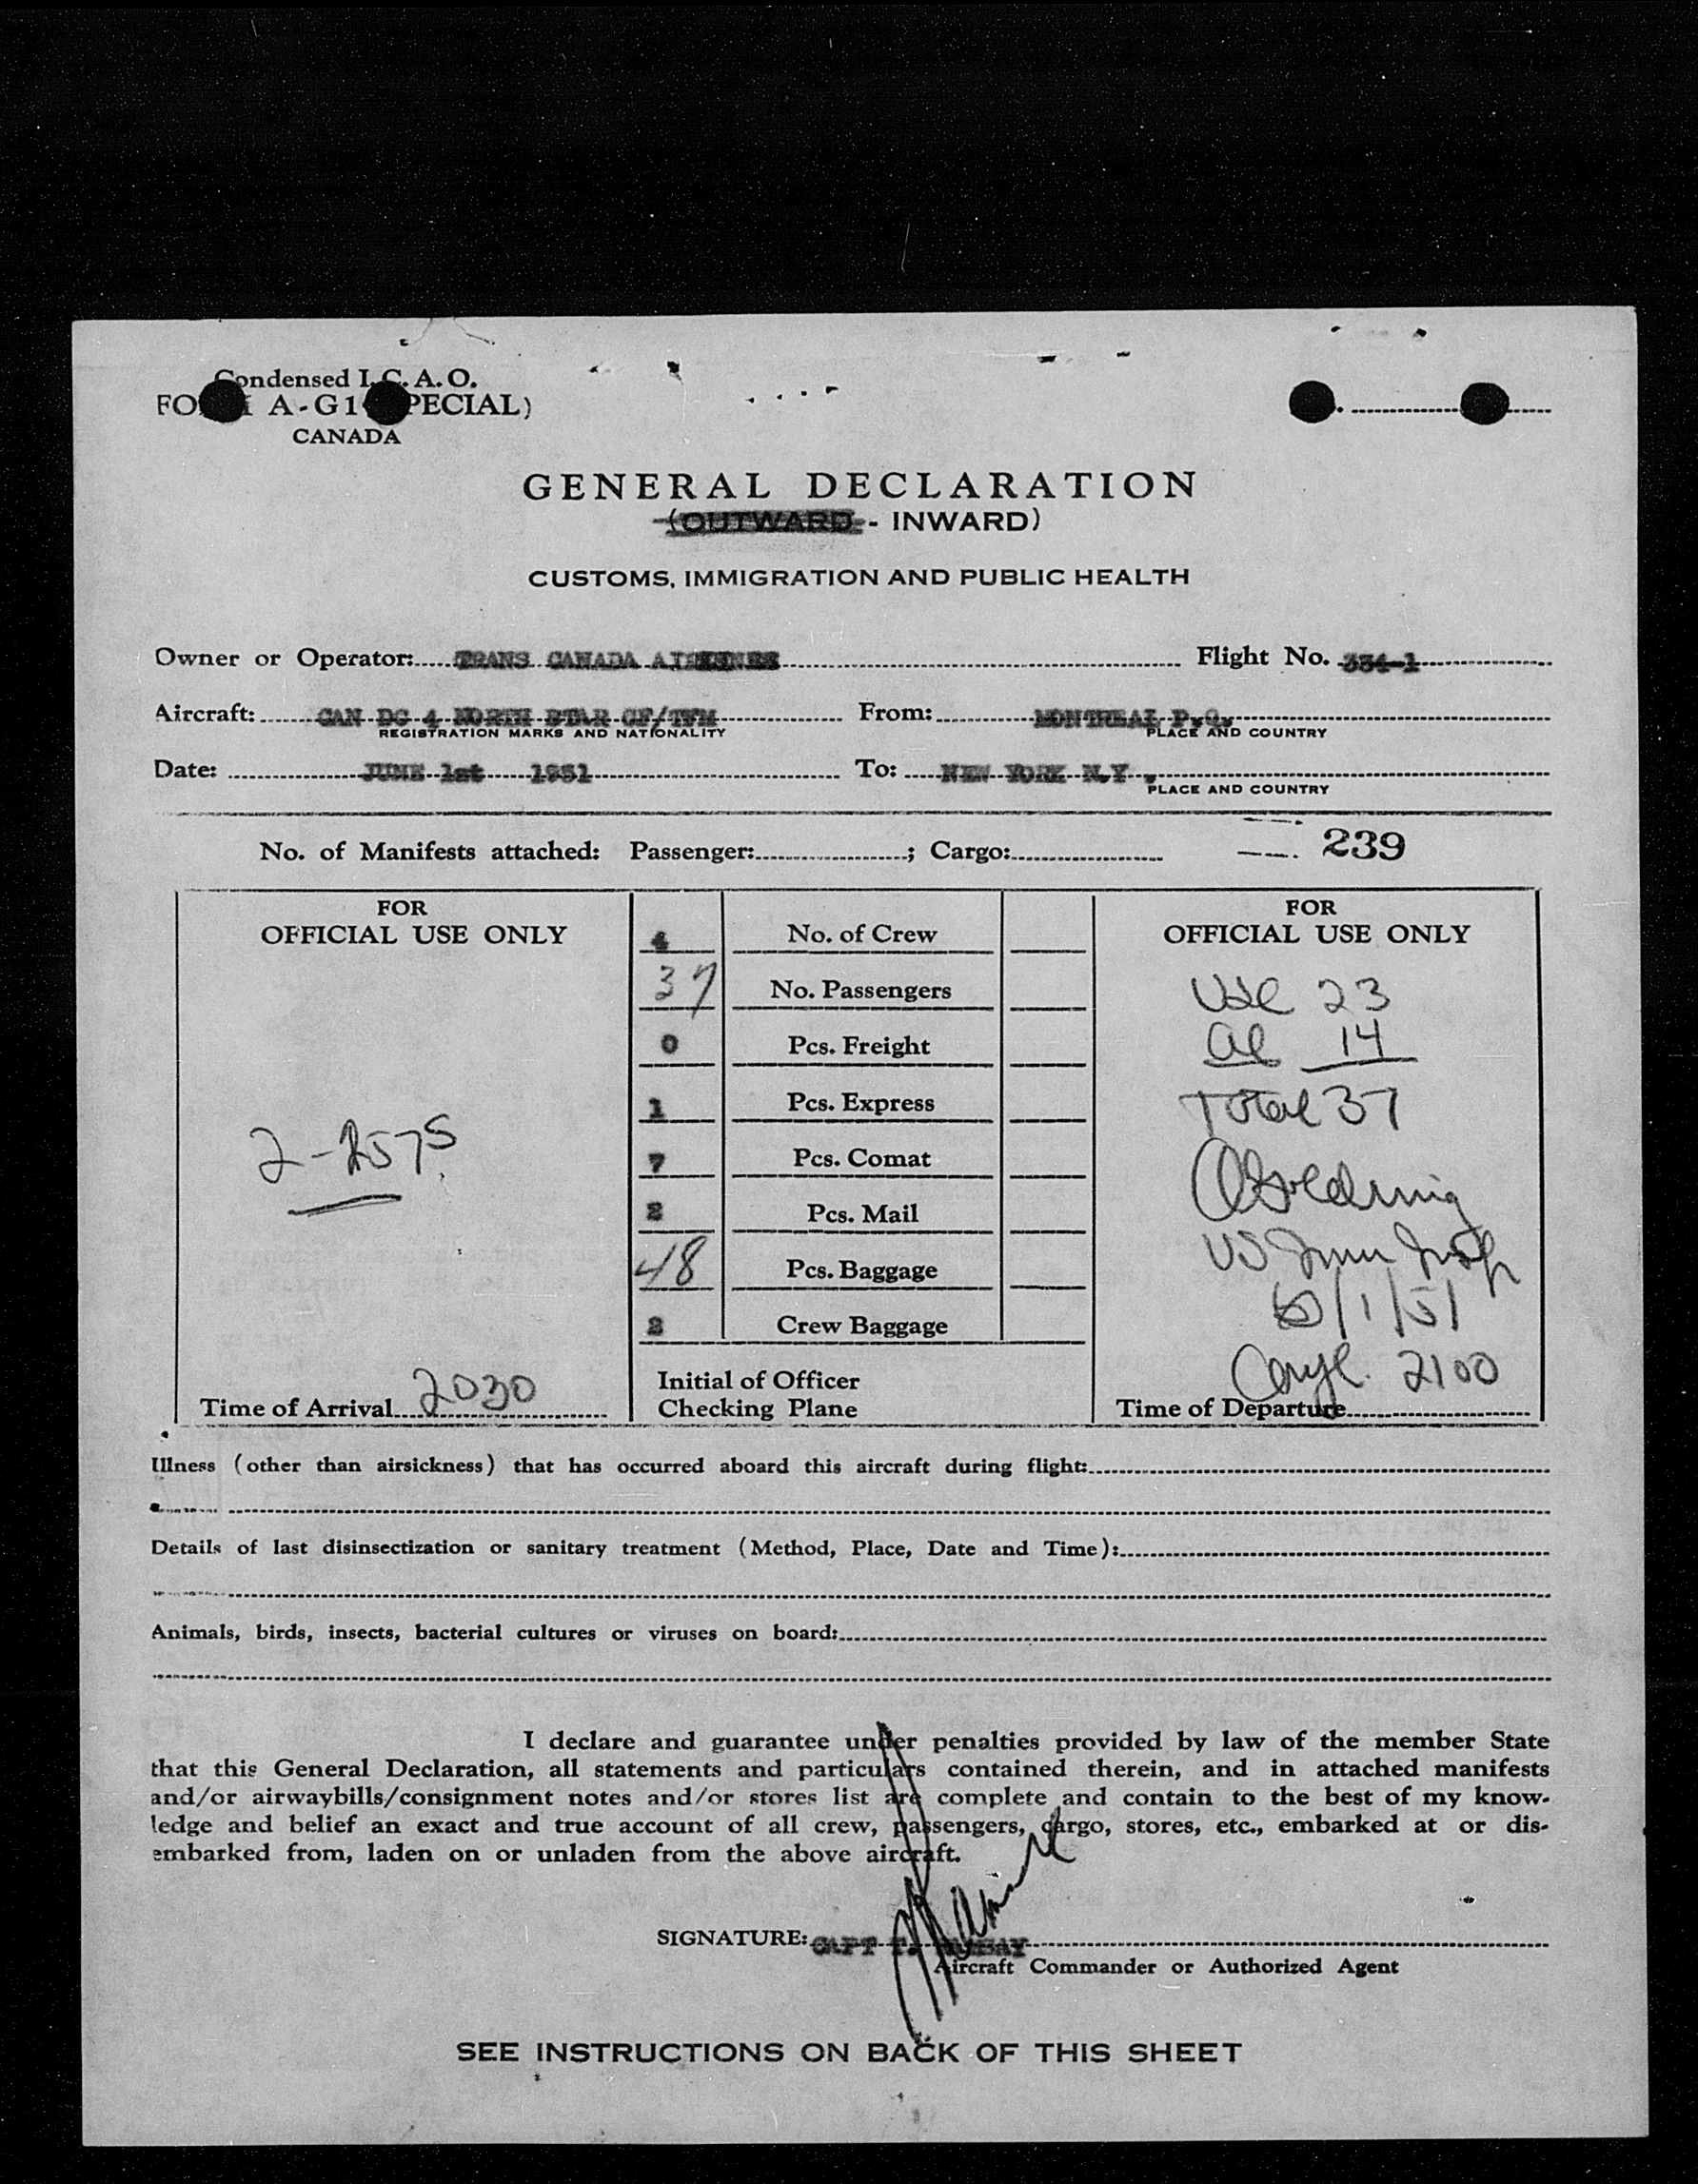 Condensed I.C.A.O.
A-G1
CANADA
GENERAL DECLARATION
(OUTWARD - INWARD)
CUSTOMS, IMMIGRATION AND PUBLIC HEALTH
Owner or Operator: TRANS CANADA AIRLINES Flight No. 334-1
Aircraft: CAN DC 4 NORTH STAR CF/TFM From: MONTREAL P.Q.
REGISTRATION MARKS AND NATIONALITY PLACE AND COUNTRY
Date: JUNE 1st 1951 To: NEW YORK N.Y.
PLACE AND COUNTRY
No. of Manifests attached: Passenger: ; Cargo: 239
FOR
OFFICIAL USE ONLY
2-2575
Time of Arrival 2030
4 No. of Crew
37 No. Passengers
0 Pcs. Freight
1 Pcs. Express
7 Pcs. Comat
2 Pcs. Mail
48 Pcs. Baggage
Crew Baggage
Initial of Officer
Checking Plane
FOR
OFFICIAL USE ONLY
USC 23
al 14
Total 37
US Imm Insp
6/1/51
2100
Time of Departure
Illness (other than airsickness) that has occurred aboard this aircraft during flight:
Details of last disinsectization or sanitary treatment (Method, Place, Date and Time):
Animals, birds, insects, bacterial cultures or viruses on board:
I declare and guarantee under penalties provided by law of the member State
that this General Declaration, all statements and particulars contained therein, and in attached manifests
and/or airwaybills/consignment notes and/or stores list are complete and contain to the best of my know-
ledge and belief an exact and true account of all crew, passengers, cargo, stores, etc., embarked at or dis-
embarked from, laden on or unladen from the above aircraft.
SIGNATURE: CAPT
Aircraft Commander or Authorized Agent
SEE INSTRUCTIONS ON BACK OF THIS SHEET